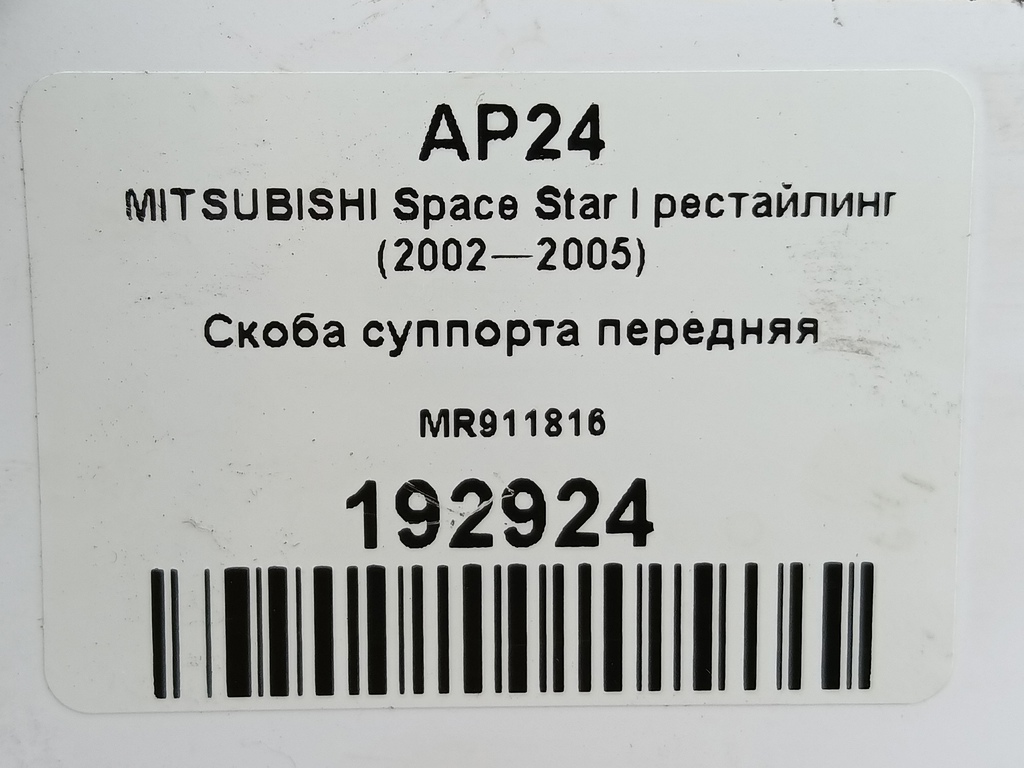 AP24
MITSUBISHI Space Star I рестайлинг
(2002—2005)
Скоба суппорта передняя
MR911816
192924